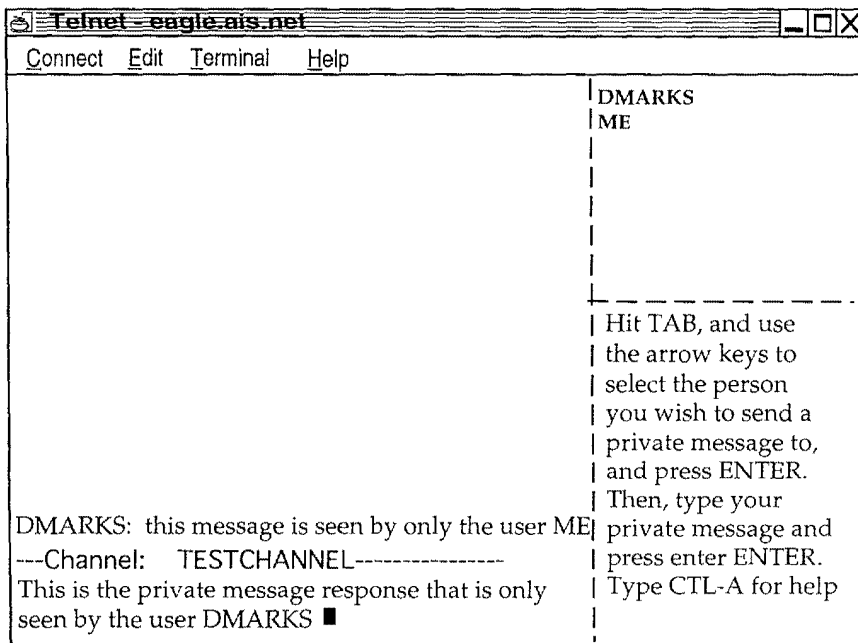 Telnet - eagle.ais.net
Connect Edit Terminal Help
DMARKS
ME
Hit TAB, and use
the arrow keys to
select the person
you wish to send a
private message to,
and press ENTER.
Then, type your
private message and
press enter ENTER.
Type CTL-A for help
DMARKS: this message is seen by only the user ME
---Channel: TESTCHANNEL---------------
This is the private message response that is only
seen by the user DMARKS